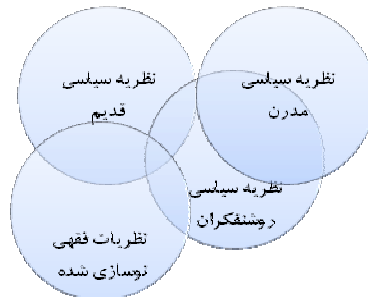 نظریه سیاسی
مدرن
نظریه سیاسی
قدیم
نظریه سیاسی
روشنفکران
نظریات فقهی
نوسازی شده